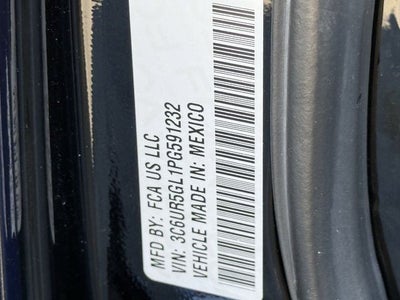 MFD BY: FCA US LLC
VIN: 3C6UR5GL1PG591232
VEHICLE MADE IN: MEXICO